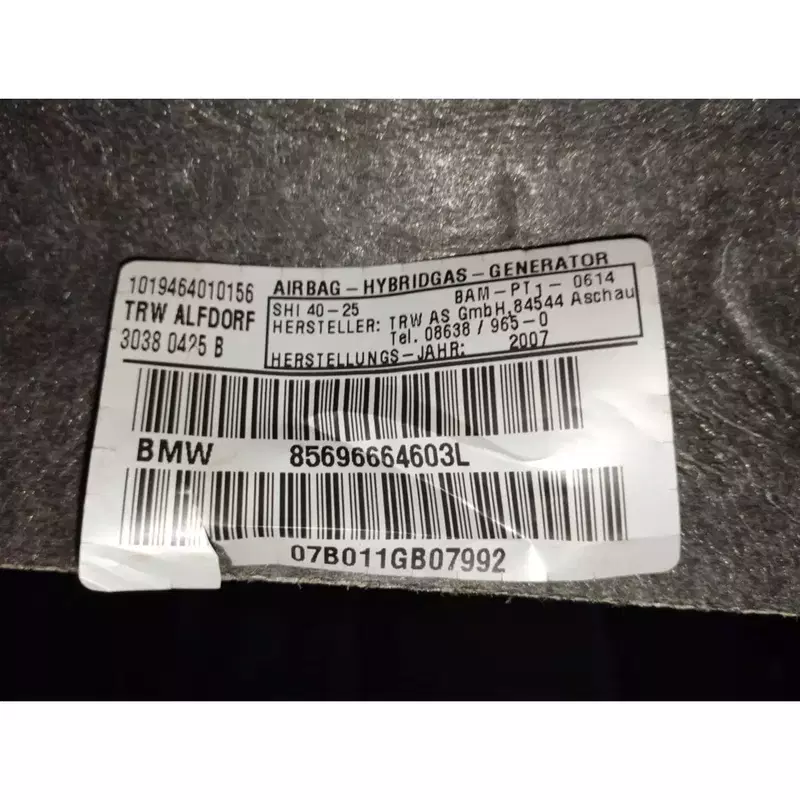 1019464010156
TRW ALFDORF
3038 0425 B
AIRBAG-HYBRIDGAS-GENERATOR
SHI 40-25 BAM-PT1-0614
HERSTELLER: TRW AS GmbH, 84544 Aschau
Tel. 08638 / 965-0
HERSTELLUNGS-JAHR: 2007
BMW 85696664603L
07B011GB07992